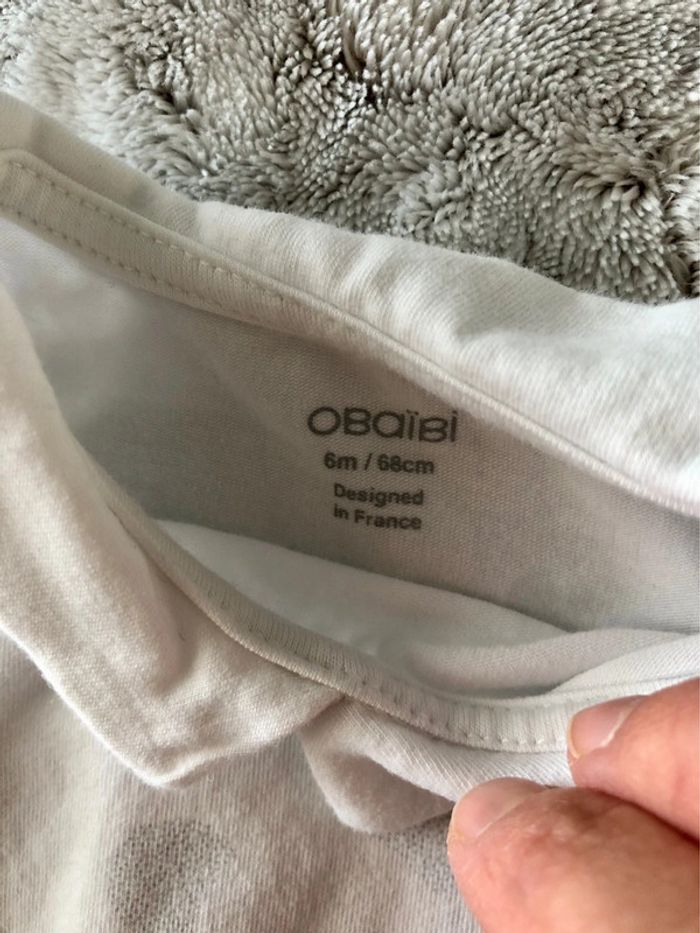 OBaïBi
6m / 68cm
Designed
in France